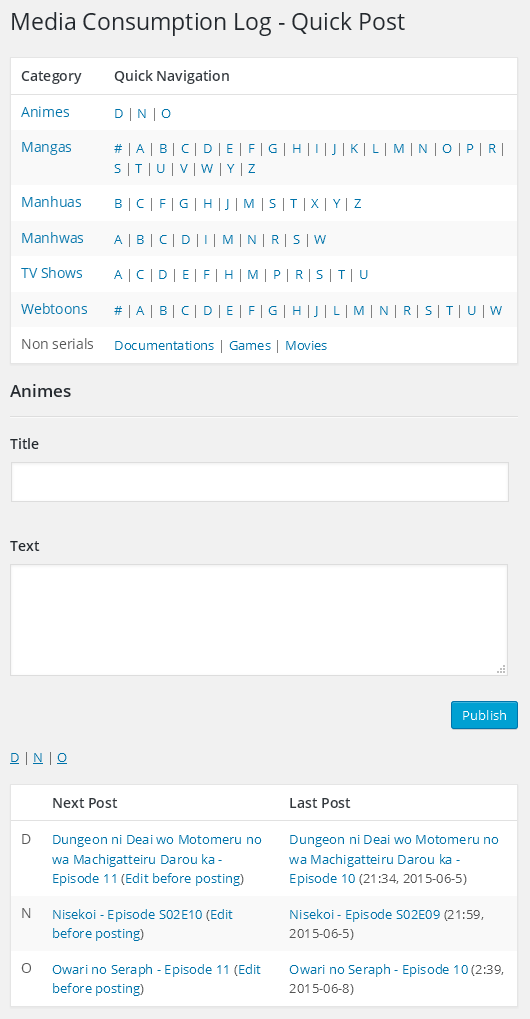 Media Consumption Log - Quick Post
Category Quick Navigation
Animes D | N | O
Mangas # | A | B | C | D | E | F | G | H | I | J | K | L | M | N | O | P | R |
S | T | U | V | W | Y | Z
Manhuas B | C | F | G | H | J | M | S | T | X | Y | Z
Manhwas A | B | C | D | I | M | N | R | S | W
TV Shows A | C | D | E | F | H | M | P | R | S | T | U
Webtoons # | A | B | C | D | E | F | G | H | J | L | M | N | R | S | T | U | W
Non serials Documentations | Games | Movies
Animes
Title
Text
Publish
D | N | O
Next Post Last Post
D Dungeon ni Deai wo Motomeru no Dungeon ni Deai wo Motomeru no
wa Machigatteiru Darou ka - wa Machigatteiru Darou ka -
Episode 11 (Edit before posting) Episode 10 (21:34, 2015-06-5)
N Nisekoi - Episode S02E10 (Edit Nisekoi - Episode S02E09 (21:59,
before posting) 2015-06-5)
O Owari no Seraph - Episode 11 (Edit Owari no Seraph - Episode 10 (2:39,
before posting) 2015-06-8)